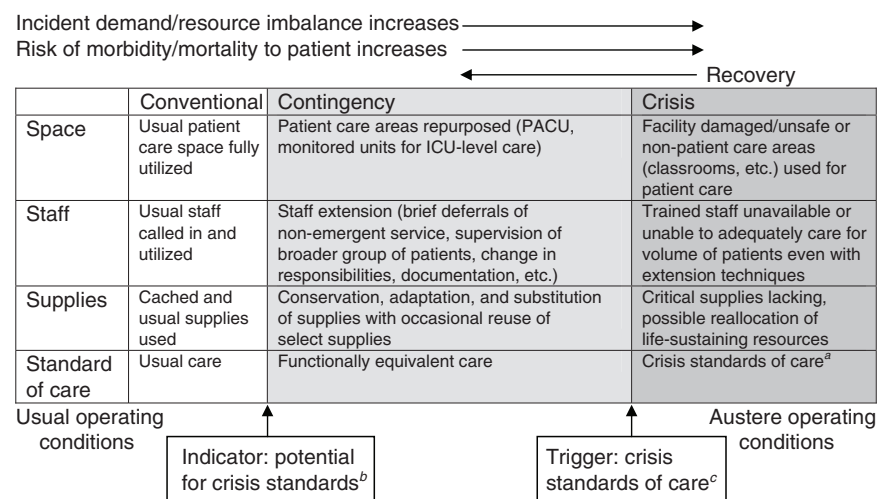 Incident demand/resource imbalance increases
Risk of morbidity/mortality to patient increases
Recovery
Conventional Contingency Crisis
Space
Usual patient
care space fully
utilized
Patient care areas repurposed (PACU,
monitored units for ICU-level care)
Facility damaged/unsafe or
non-patient care areas
(classrooms, etc.) used for
patient care
Staff
Usual staff
called in and
utilized
Staff extension (brief deferrals of
non-emergent service, supervision of
broader group of patients, change in
responsibilities, documentation, etc.)
Trained staff unavailable or
unable to adequately care for
volume of patients even with
extension techniques
Supplies
Cached and
usual supplies
used
Conservation, adaptation, and substitution
of supplies with occasional reuse of
select supplies
Critical supplies lacking,
possible reallocation of
life-sustaining resources
Standard
of care
Usual care
Functionally equivalent care
Crisis standards of care^a
Usual operating
conditions
Austere operating
conditions
Indicator: potential
for crisis standards^b
Trigger: crisis
standards of care^c